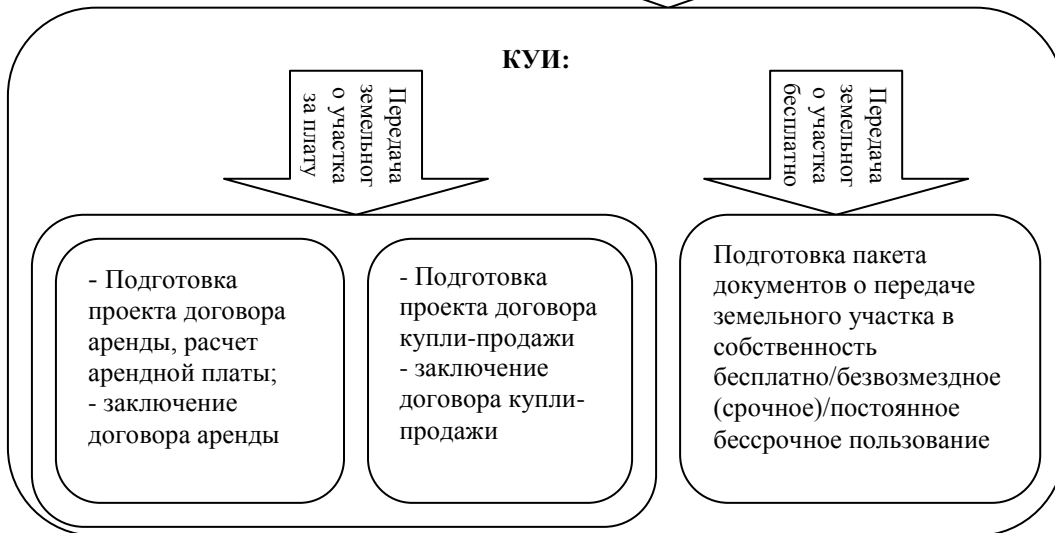 КУИ:
Передача
земельног
о участка
за плату
Передача
земельног
о участка
бесплатно
- Подготовка
проекта договора
аренды, расчет
арендной платы;
- заключение
договора аренды
- Подготовка
проекта договора
купли-продажи
- заключение
договора купли-
продажи
Подготовка пакета
документов о передаче
земельного участка в
собственность
бесплатно/безвозмездное
(срочное)/постоянное
бессрочное пользование